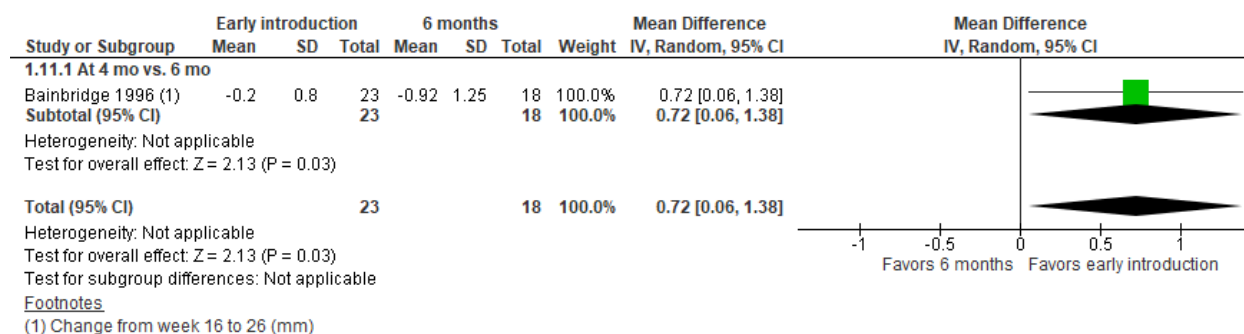 Early introduction 6 months Mean Difference Mean Difference
Study or Subgroup Mean SD Total Mean SD Total Weight IV, Random, 95% CI IV, Random, 95% CI
1.11.1 At 4 mo vs. 6 mo
Bainbridge 1996 (1) -0.2 0.8 23 -0.92 1.25 18 100.0% 0.72 [0.06, 1.38]
Subtotal (95% CI) 23 18 100.0% 0.72 [0.06, 1.38]
Heterogeneity: Not applicable
Test for overall effect: Z = 2.13 (P = 0.03)
Total (95% CI) 23 18 100.0% 0.72 [0.06, 1.38]
Heterogeneity: Not applicable
Test for overall effect: Z = 2.13 (P = 0.03)
Test for subgroup differences: Not applicable
-1 -0.5 0 0.5 1
Favors 6 months Favors early introduction
Footnotes
(1) Change from week 16 to 26 (mm)